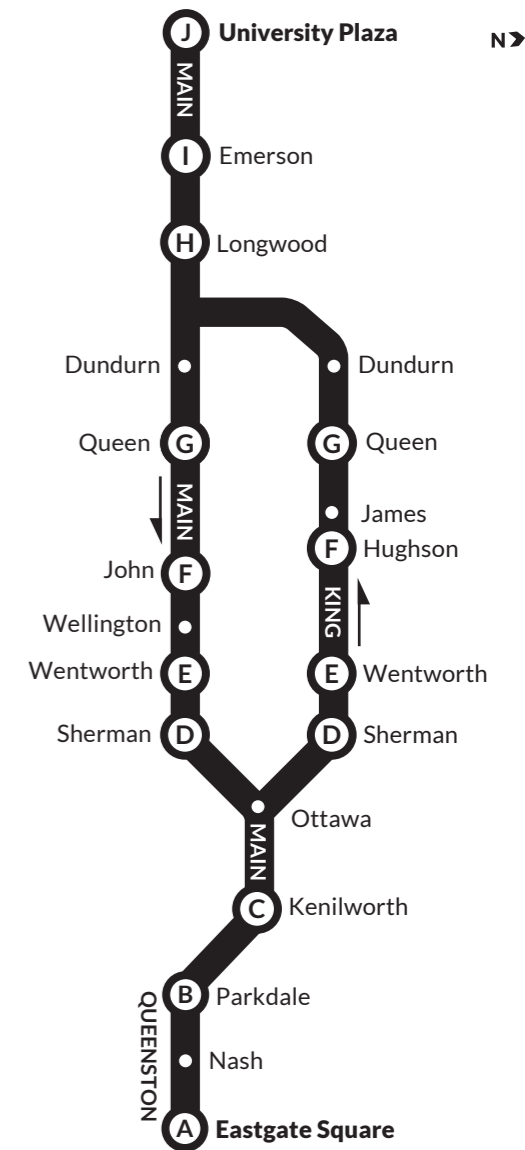 J University Plaza
N
MAIN
I Emerson
H Longwood
Dundurn
Dundurn
Queen G
G Queen
MAIN
James
John F
F Hughson
KING
Wellington
Wentworth E
E Wentworth
Sherman D
D Sherman
Ottawa
MAIN
C Kenilworth
B Parkdale
QUEENSTON
Nash
A Eastgate Square